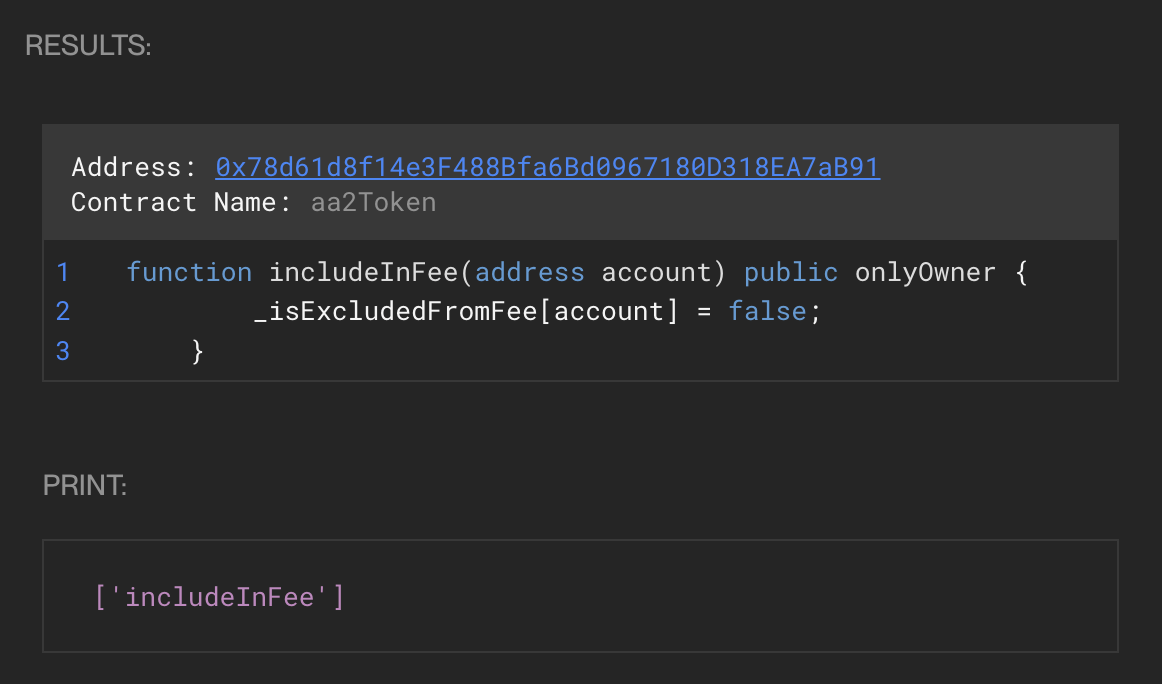 RESULTS:
Address: 0x78d61d8f14e3F488Bfa6Bd0967180D318EA7aB91
Contract Name: aa2Token
1 function includeInFee(address account) public onlyOwner {
2 _isExcludedFromFee[account] = false;
3 }
PRINT:
['includeInFee']